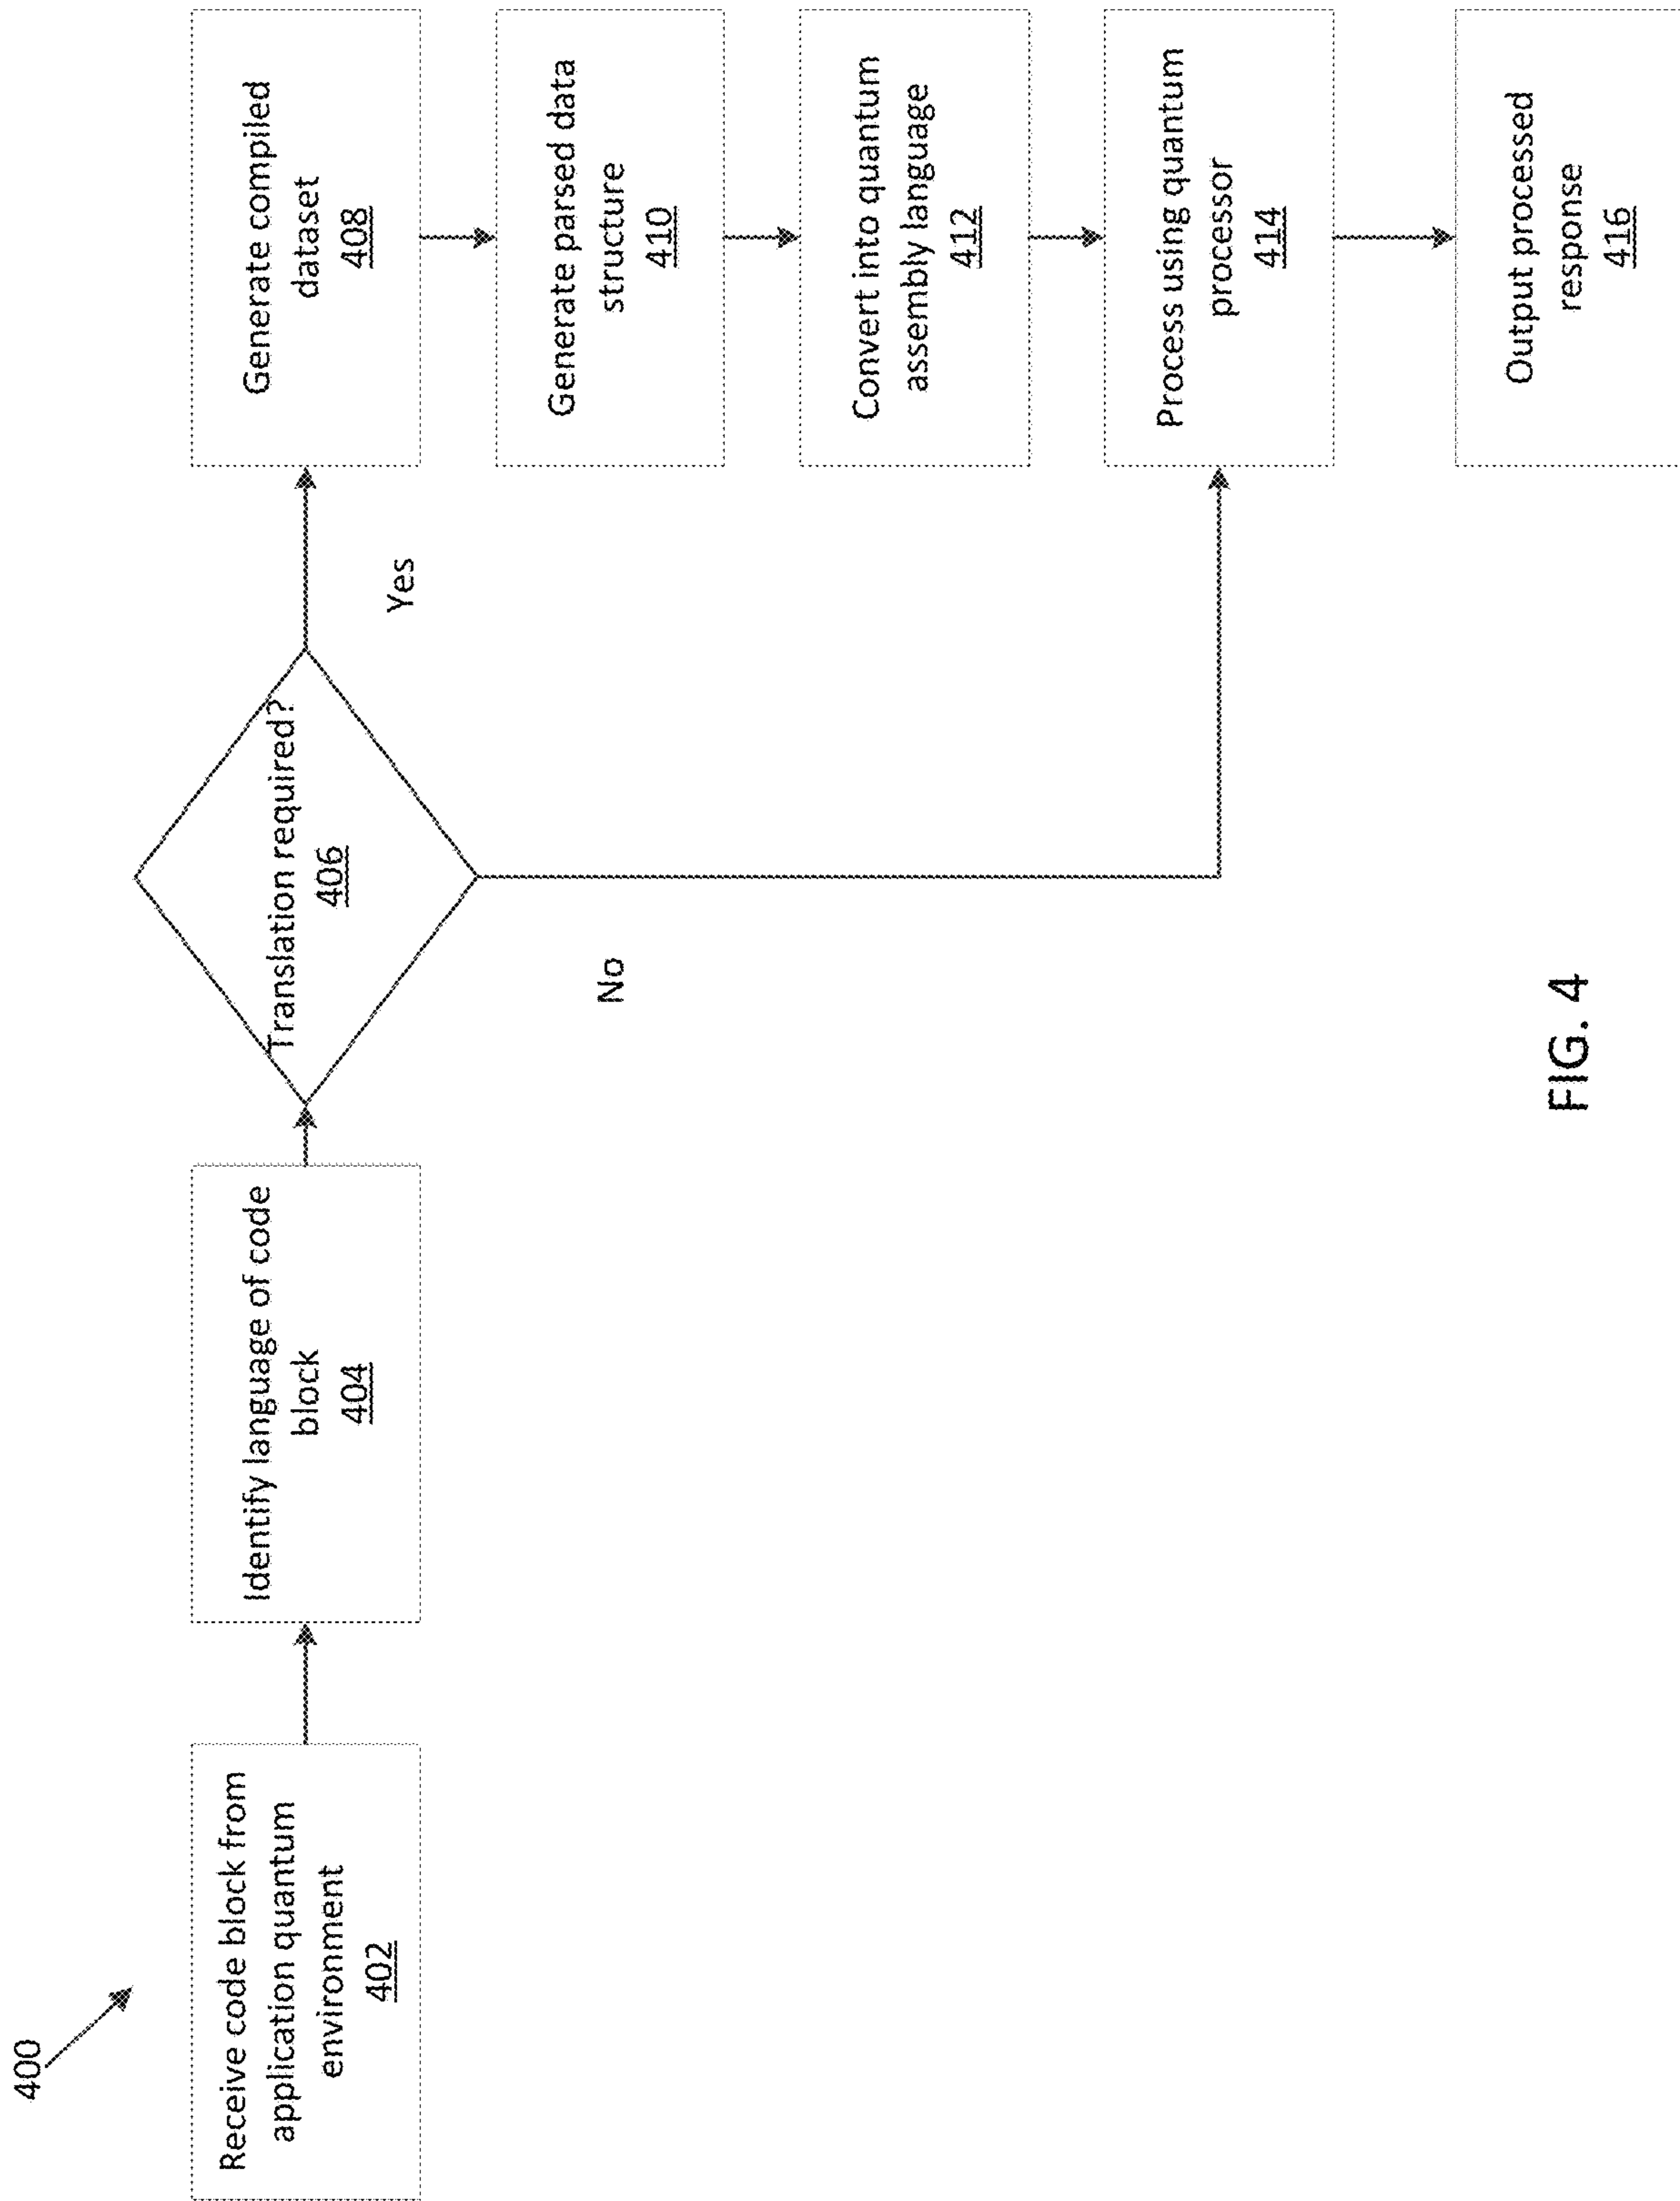 400
Receive code block from
application quantum
environment
402
Identify language of code
block
404
Translation required?
406
Yes
No
Generate compiled
dataset
408
Generate parsed data
structure
410
Convert into quantum
assembly language
412
Process using quantum
processor
414
Output processed
response
416
FIG. 4